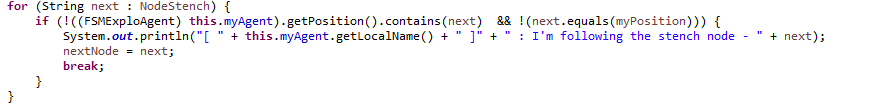 for (String next : NodeStench) {
if (!((FSMExploAgent) this.myAgent).getPosition().contains(next)  && !(next.equals(myPosition))) {
System.out.println("[ " + this.myAgent.getLocalName() + " ]" + " : I'm following the stench node - " + next);
nextNode = next;
break;
}
}